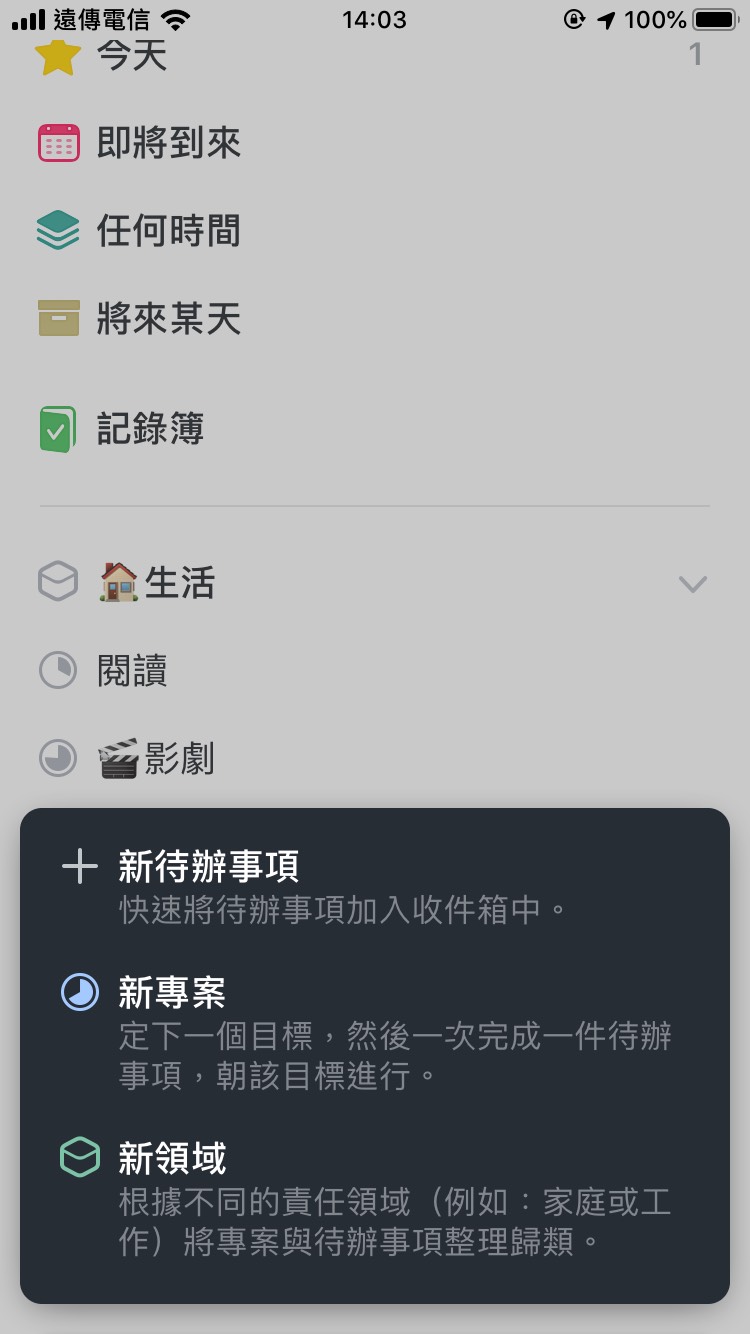 遠傳電信 14:03 100%
今天 1
即將到來
任何時間
將來某天
記錄簿
生活
閱讀
影劇
新待辦事項
快速將待辦事項加入收件箱中。
新專案
定下一個目標，然後一次完成一件待辦
事項，朝該目標進行。
新領域
根據不同的責任領域（例如：家庭或工
作）將專案與待辦事項整理歸類。